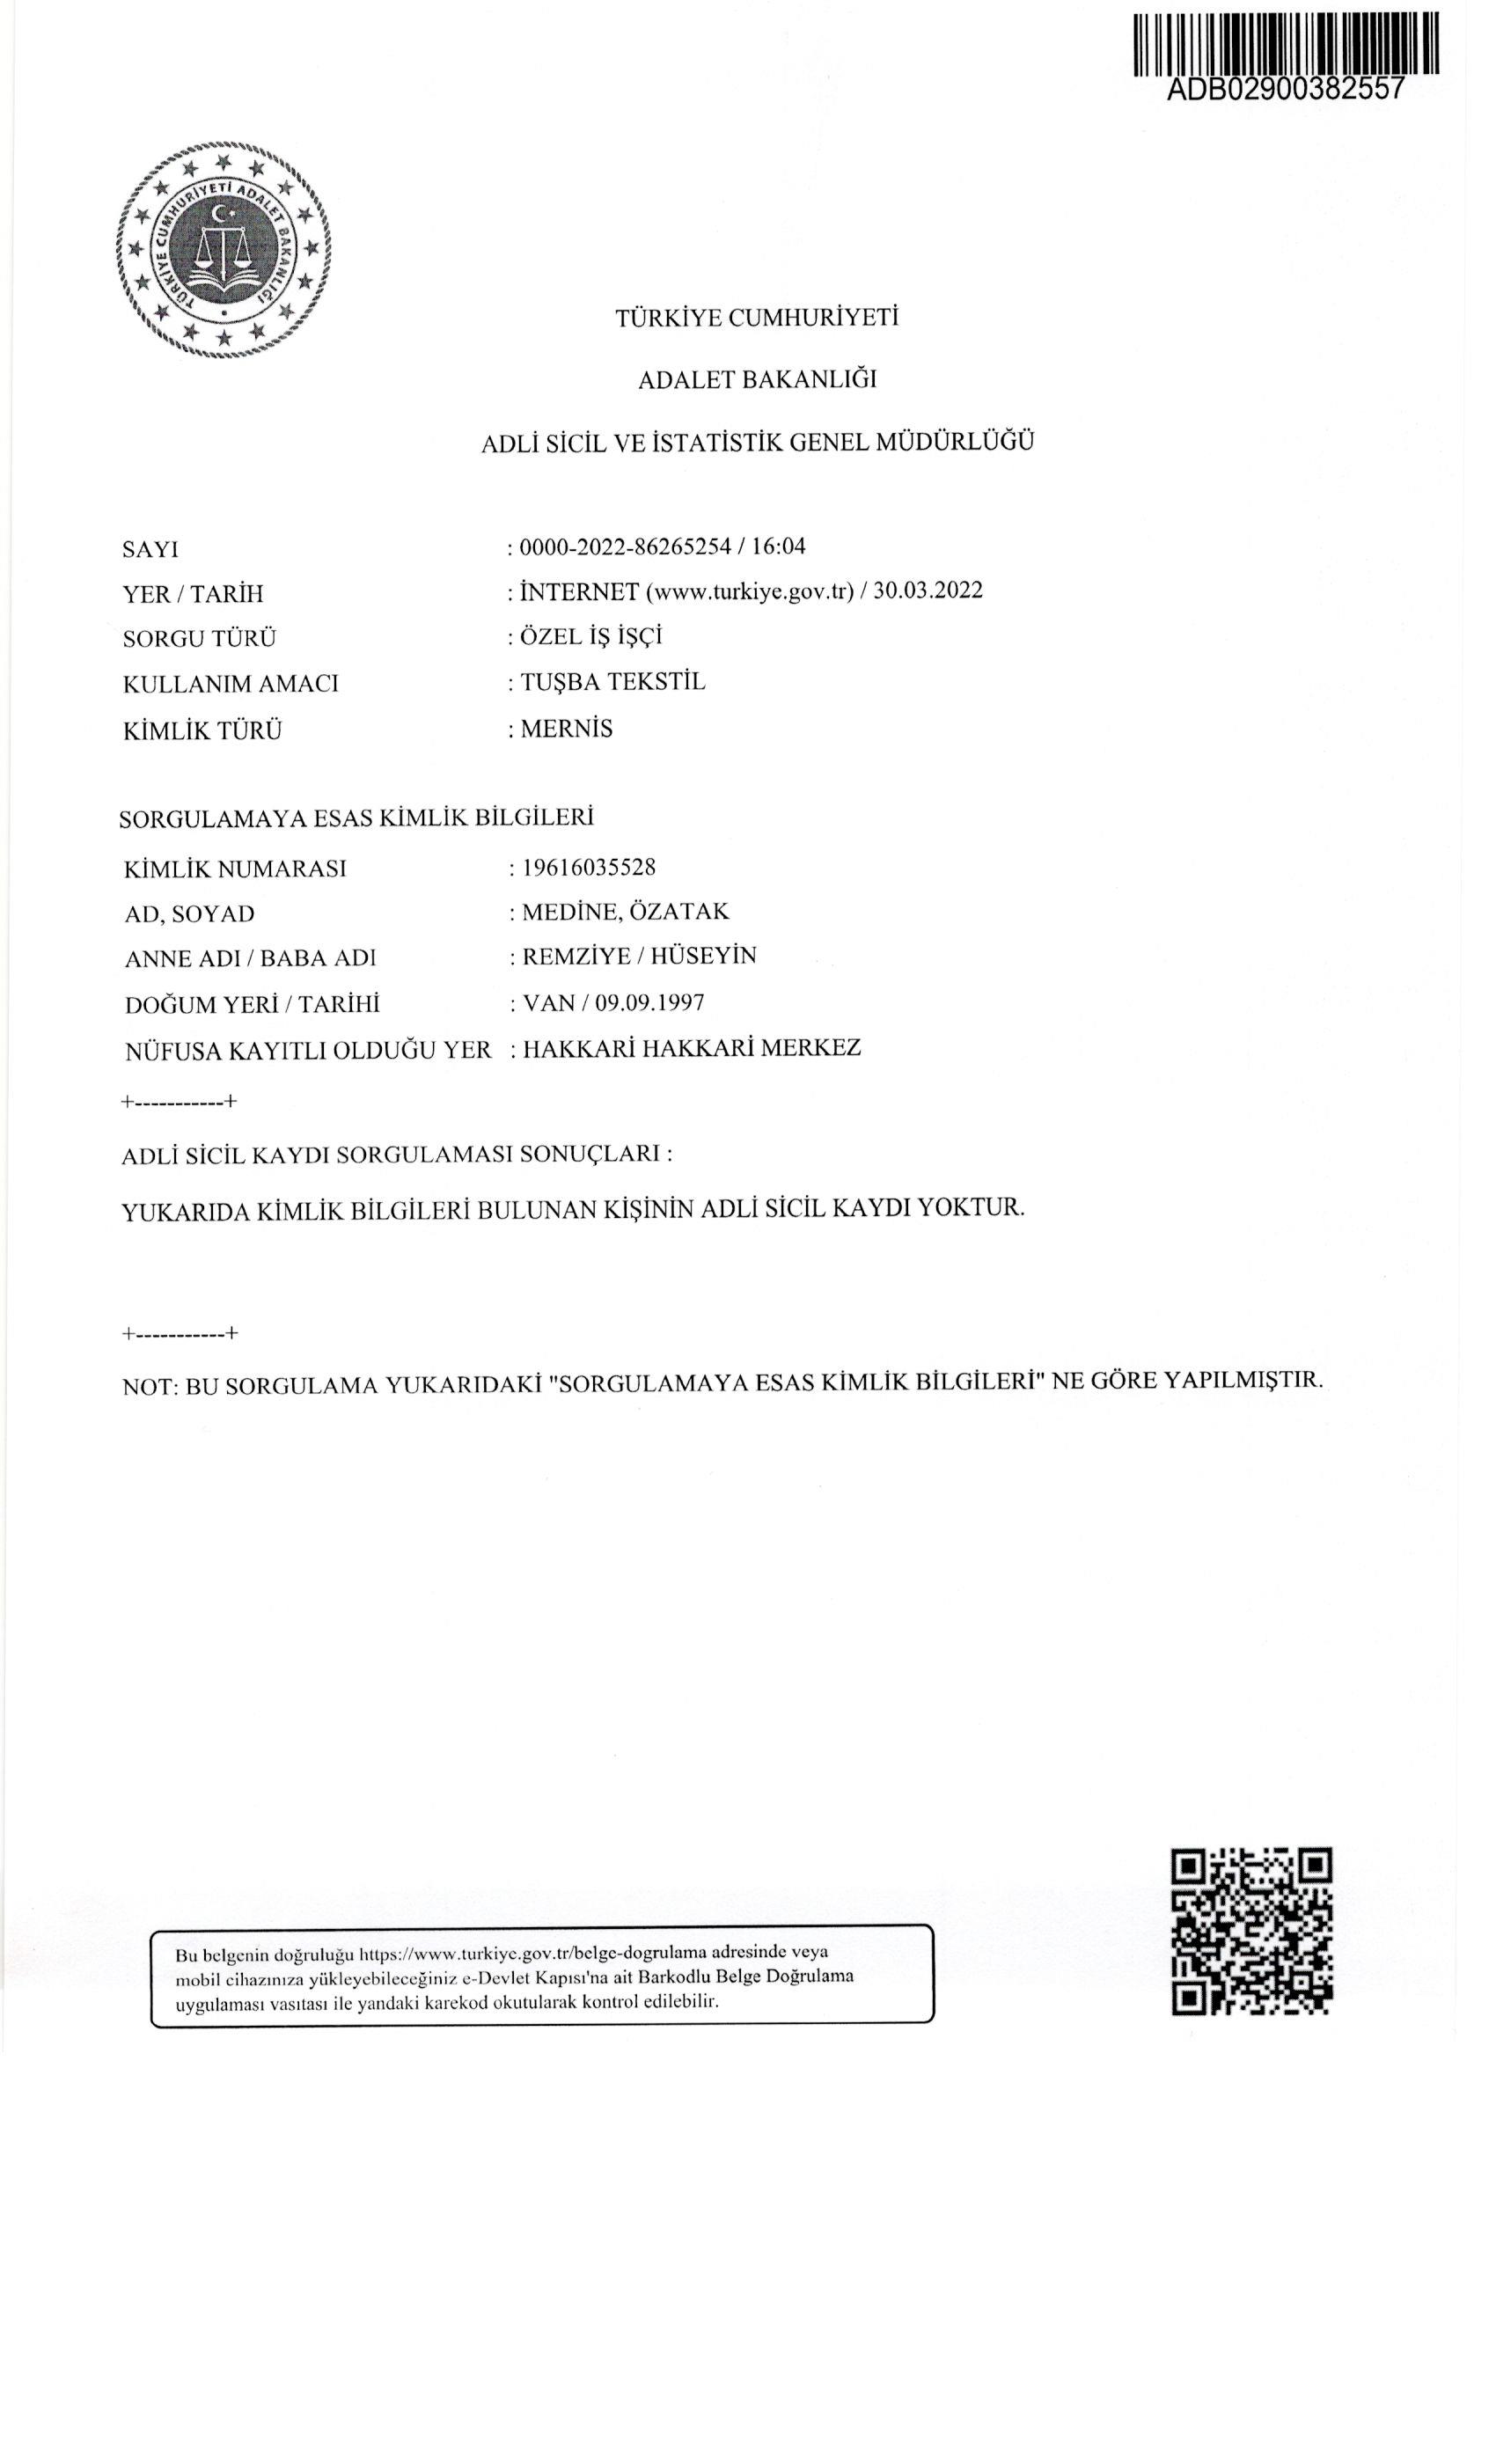 ADB02900382557
TÜRKİYE CUMHURİYETİ ADALET BAKANLIĞI
TÜRKİYE CUMHURİYETİ
ADALET BAKANLIĞI
ADLİ SİCİL VE İSTATİSTİK GENEL MÜDÜRLÜĞÜ
SAYI : 0000-2022-86265254 / 16:04
YER / TARİH : İNTERNET (www.turkiye.gov.tr) / 30.03.2022
SORGU TÜRÜ : ÖZEL İŞ İŞÇİ
KULLANIM AMACI : TUŞBA TEKSTİL
KİMLİK TÜRÜ : MERNİS
SORGULAMAYA ESAS KİMLİK BİLGİLERİ
KİMLİK NUMARASI : 19616035528
AD, SOYAD : MEDİNE, ÖZATAK
ANNE ADI / BABA ADI : REMZİYE / HÜSEYİN
DOĞUM YERİ / TARİHİ : VAN / 09.09.1997
NÜFUSA KAYITLI OLDUĞU YER : HAKKARİ HAKKARİ MERKEZ
+-----------+
ADLİ SİCİL KAYDI SORGULAMASI SONUÇLARI :
YUKARIDA KİMLİK BİLGİLERİ BULUNAN KİŞİNİN ADLİ SİCİL KAYDI YOKTUR.
+-----------+
NOT: BU SORGULAMA YUKARIDAKİ "SORGULAMAYA ESAS KİMLİK BİLGİLERİ" NE GÖRE YAPILMIŞTIR.
Bu belgenin doğruluğu https://www.turkiye.gov.tr/belge-dogrulama adresinde veya
mobil cihazınıza yükleyebileceğiniz e-Devlet Kapısı'na ait Barkodlu Belge Doğrulama
uygulaması vasıtası ile yandaki karekod okutularak kontrol edilebilir.